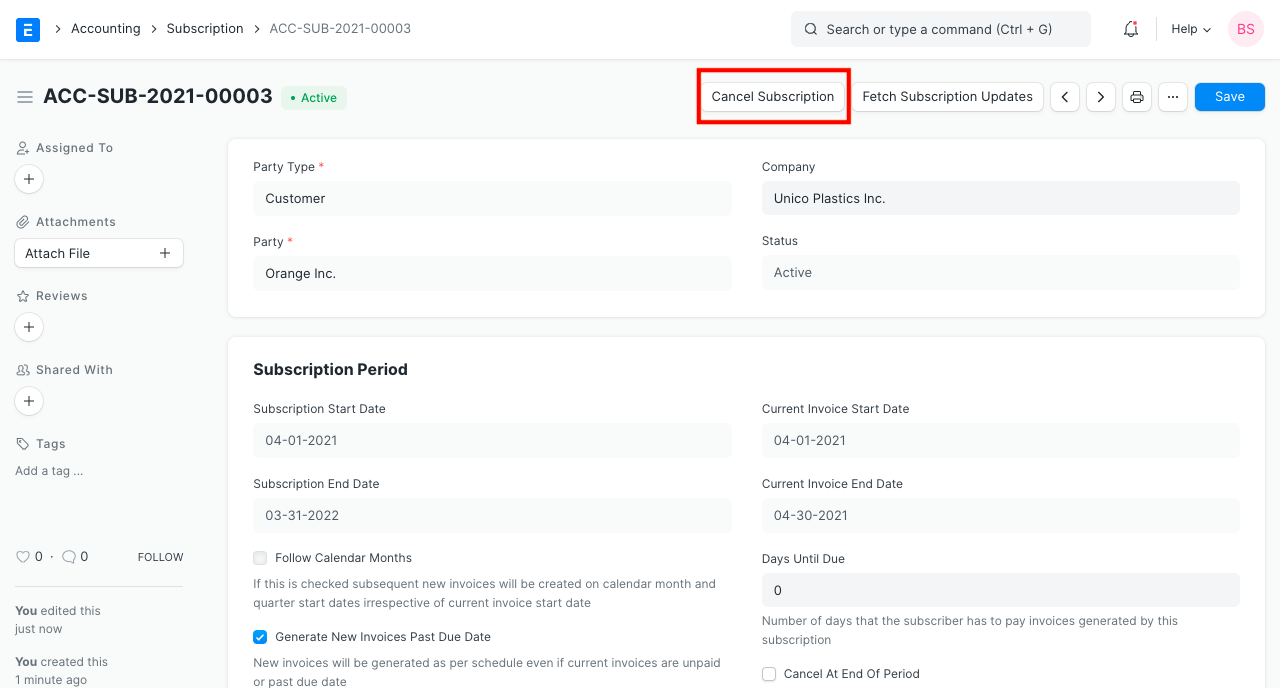 E
Accounting
Subscription
ACC-SUB-2021-00003
Search or type a command (Ctrl + G)
Help
BS
ACC-SUB-2021-00003
Active
Cancel Subscription
Fetch Subscription Updates
...
Save
Assigned To
Attachments
Attach File
Reviews
Shared With
Tags
Add a tag ...
0 · 0
FOLLOW
You edited this
just now
You created this
1 minute ago
Party Type *
Customer
Party *
Orange Inc.
Company
Unico Plastics Inc.
Status
Active
Subscription Period
Subscription Start Date
04-01-2021
Subscription End Date
03-31-2022
Follow Calendar Months
If this is checked subsequent new invoices will be created on calendar month and
quarter start dates irrespective of current invoice start date
Generate New Invoices Past Due Date
New invoices will be generated as per schedule even if current invoices are unpaid
or past due date
Current Invoice Start Date
04-01-2021
Current Invoice End Date
04-30-2021
Days Until Due
0
Number of days that the subscriber has to pay invoices generated by this
subscription
Cancel At End Of Period